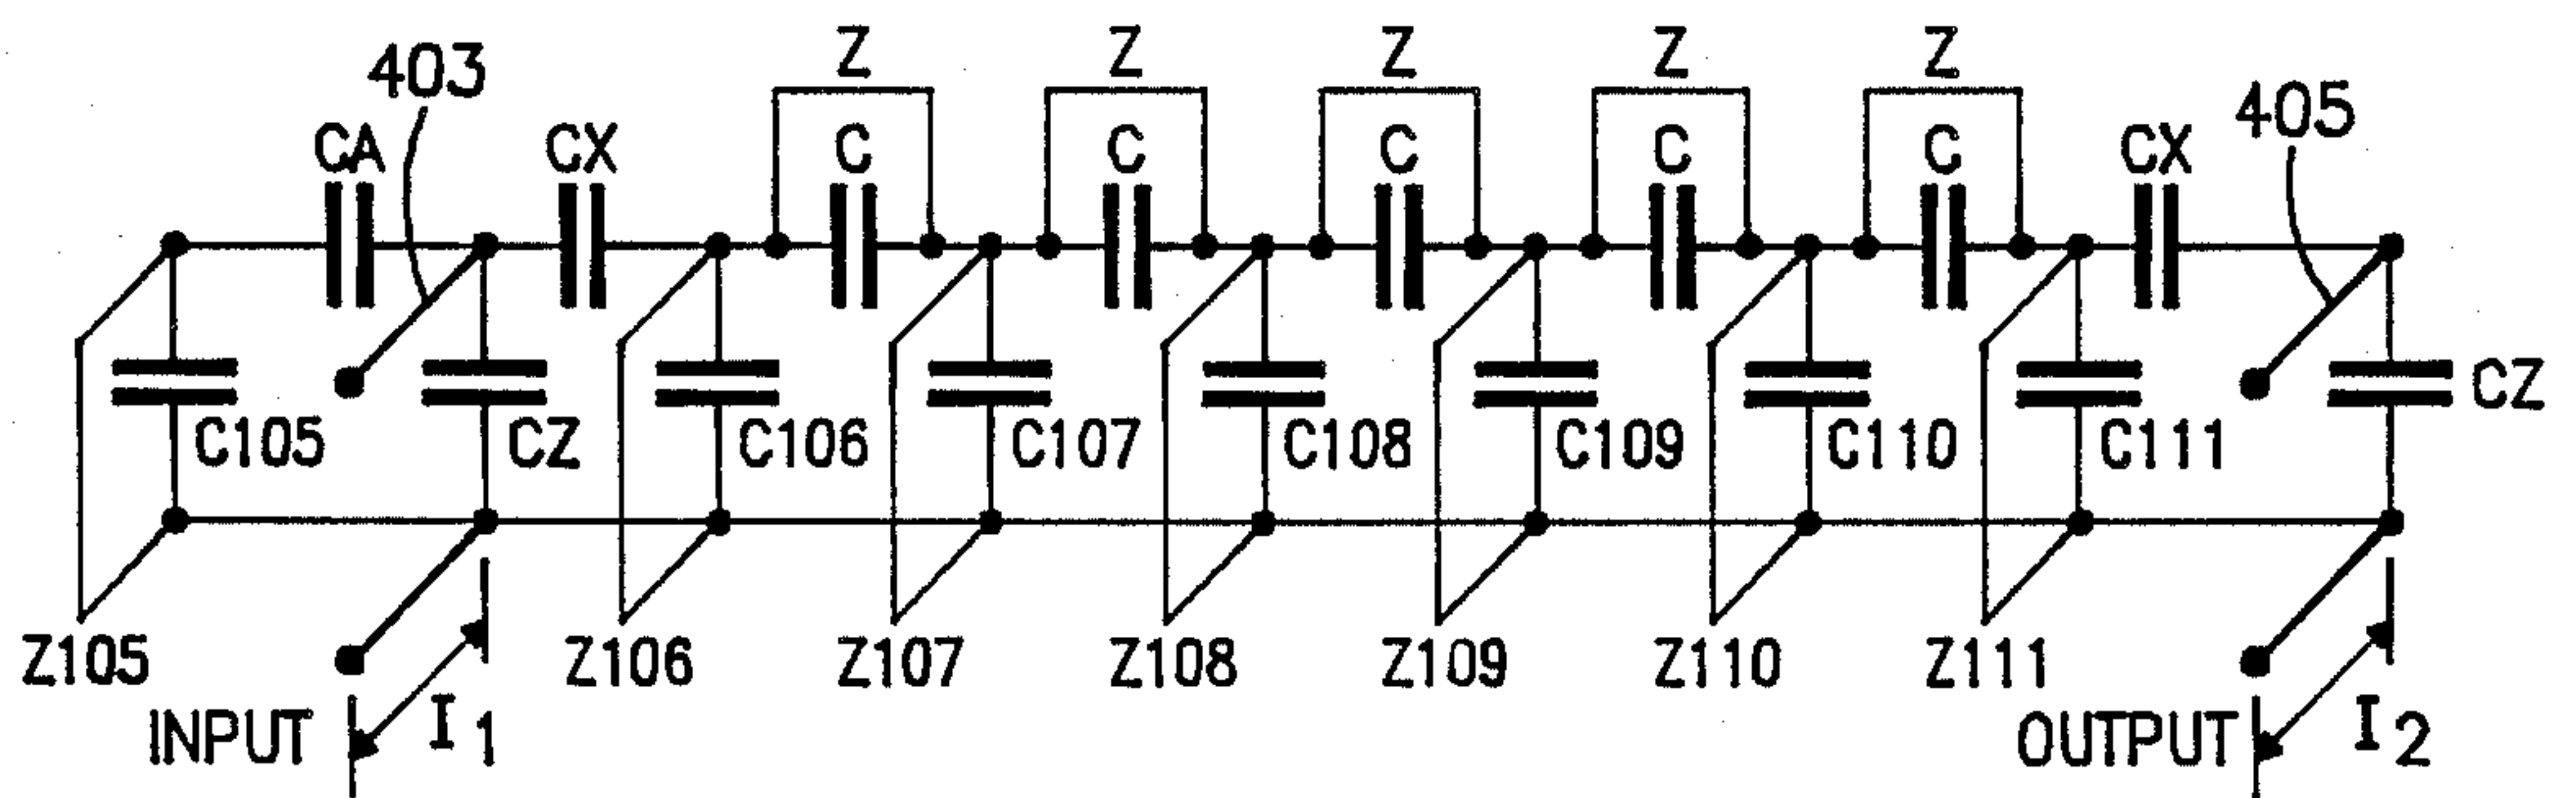 Z Z Z Z Z
403 405
CA CX C C C C C CX
C105 CZ C106 C107 C108 C109 C110 C111 CZ
Z105 Z106 Z107 Z108 Z109 Z110 Z111
INPUT I1 OUTPUT I2